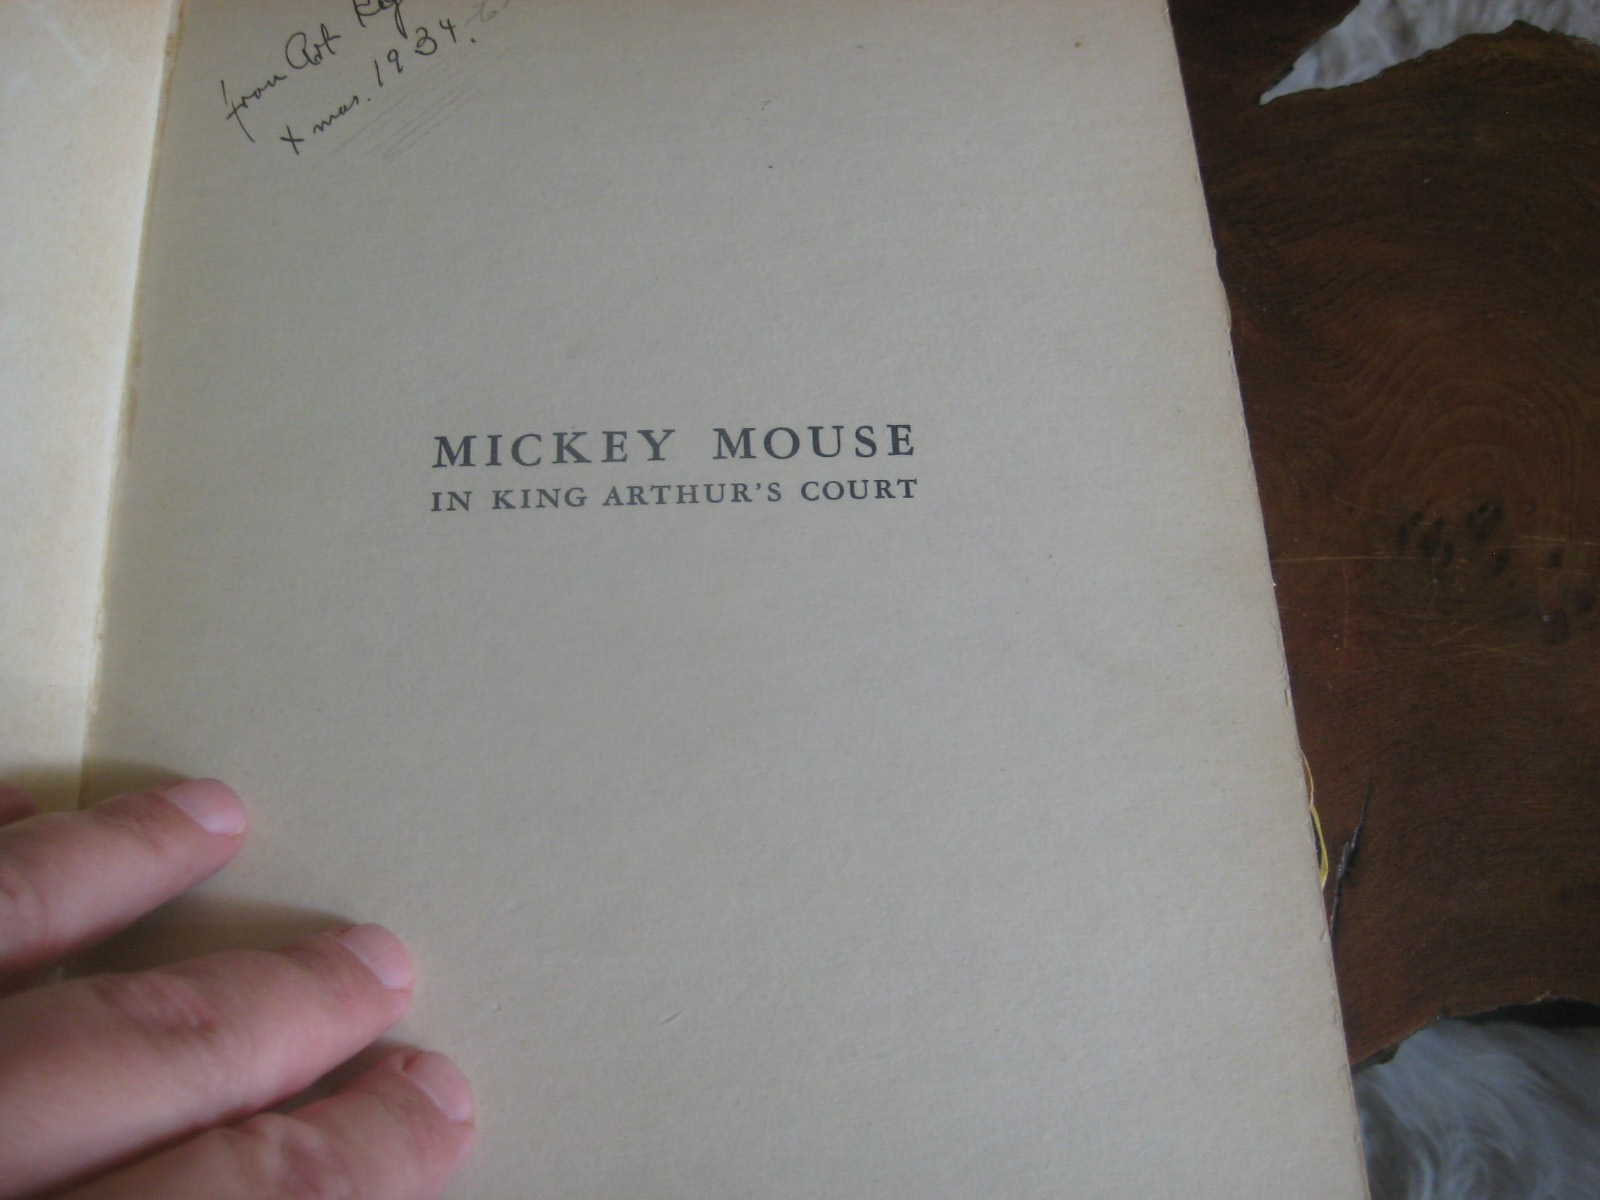 from Art
Xmas. 1934.
MICKEY MOUSE
IN KING ARTHUR'S COURT